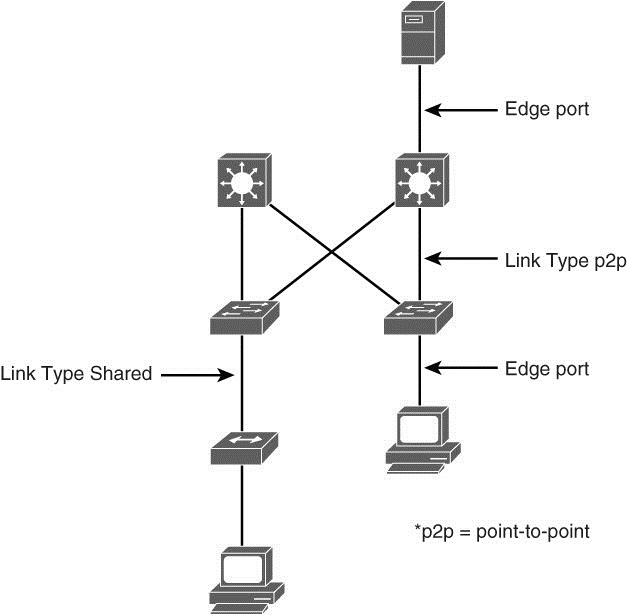 Edge port
Link Type p2p
Link Type Shared
Edge port
*p2p = point-to-point